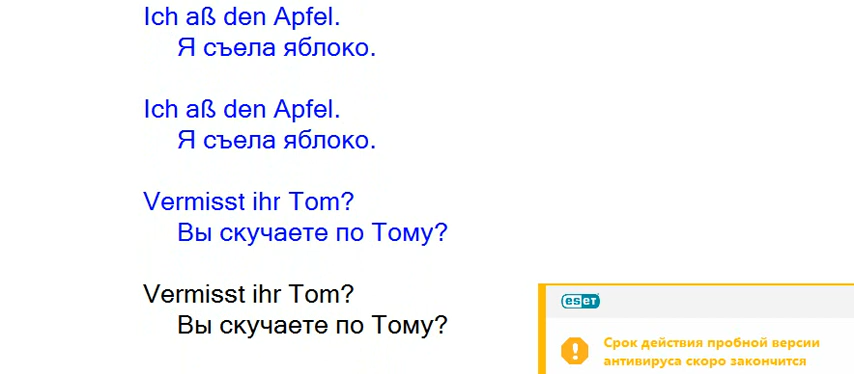 Ich aß den Apfel.
Я съела яблоко.
Ich aß den Apfel.
Я съела яблоко.
Vermisst ihr Tom?
Вы скучаете по Тому?
Vermisst ihr Tom?
Вы скучаете по Тому?
eseт
Срок действия пробной версии
антивируса скоро закончится